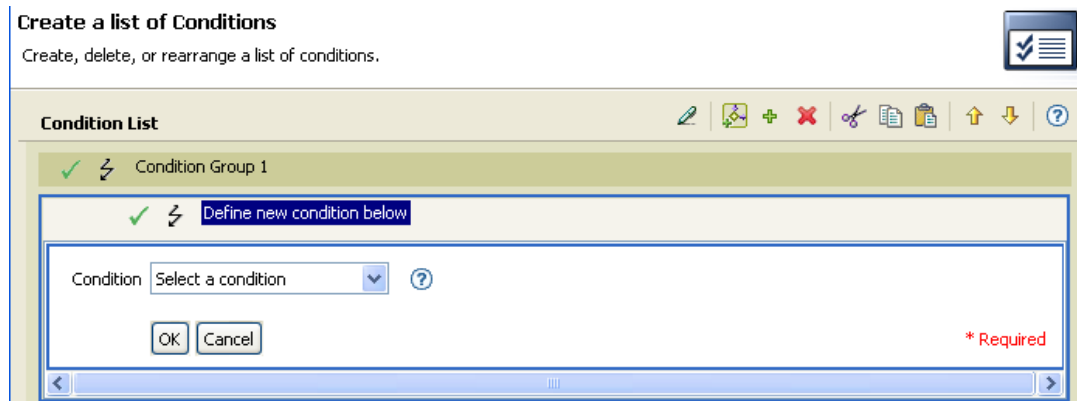 Create a list of Conditions
Create, delete, or rearrange a list of conditions.
Condition List
Condition Group 1
Define new condition below
Condition Select a condition
OK Cancel * Required